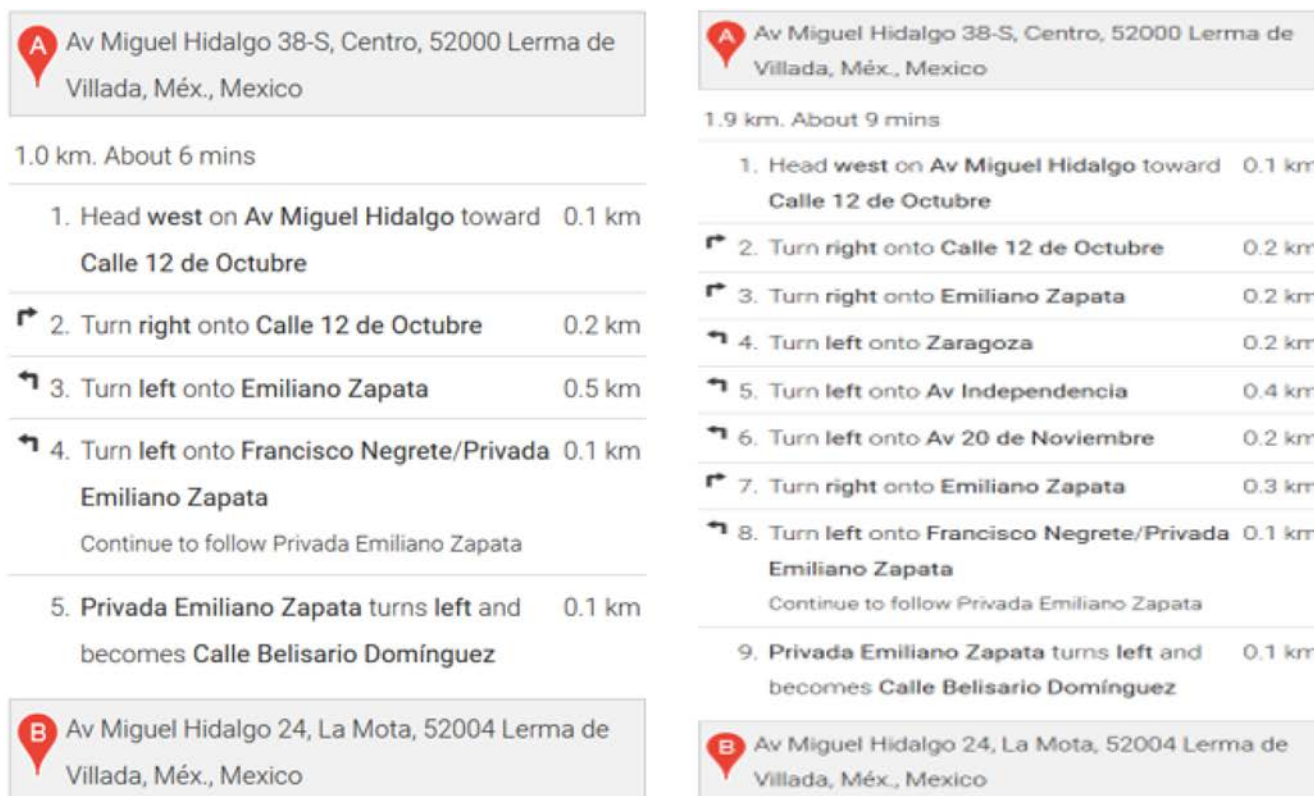 A
Av Miguel Hidalgo 38-S, Centro, 52000 Lerma de
Villada, Méx., Mexico
1.0 km. About 6 mins
1. Head west on Av Miguel Hidalgo toward 0.1 km
Calle 12 de Octubre
2. Turn right onto Calle 12 de Octubre 0.2 km
3. Turn left onto Emiliano Zapata 0.5 km
4. Turn left onto Francisco Negrete/Privada 0.1 km
Emiliano Zapata
Continue to follow Privada Emiliano Zapata
5. Privada Emiliano Zapata turns left and 0.1 km
becomes Calle Belisario Domínguez
B
Av Miguel Hidalgo 24, La Mota, 52004 Lerma de
Villada, Méx., Mexico
A
Av Miguel Hidalgo 38-S, Centro, 52000 Lerma de
Villada, Méx., Mexico
1.9 km. About 9 mins
1. Head west on Av Miguel Hidalgo toward 0.1 km
Calle 12 de Octubre
2. Turn right onto Calle 12 de Octubre 0.2 km
3. Turn right onto Emiliano Zapata 0.2 km
4. Turn left onto Zaragoza 0.2 km
5. Turn left onto Av Independencia 0.4 km
6. Turn left onto Av 20 de Noviembre 0.2 km
7. Turn right onto Emiliano Zapata 0.3 km
8. Turn left onto Francisco Negrete/Privada 0.1 km
Emiliano Zapata
Continue to follow Privada Emiliano Zapata
9. Privada Emiliano Zapata turns left and 0.1 km
becomes Calle Belisario Domínguez
B
Av Miguel Hidalgo 24, La Mota, 52004 Lerma de
Villada, Méx., Mexico